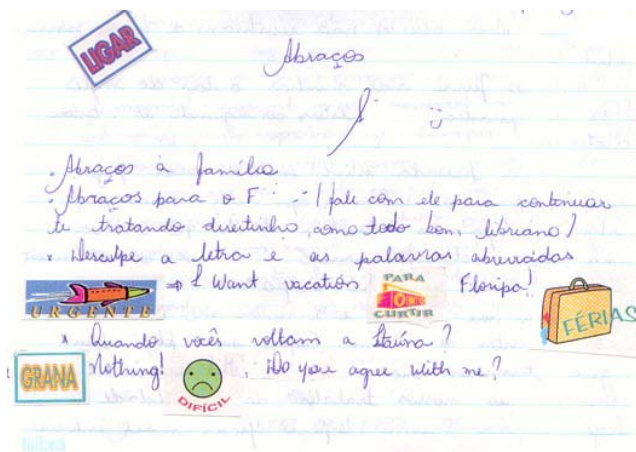 LIGAR
Abraços
. Abraços à família
. Abraços para o F (fale com ele para continuar
te tratando direitinho, como todo bom libriano)
* Desculpe a letra e as palavras abreviadas
URGENTE ⇒ I Want vacation PARA CURTIR Floripa! FÉRIAS
* Quando vocês voltam a Itaúna?
GRANA Nothing! DIFÍCIL. Do you agree with me?
tilibra